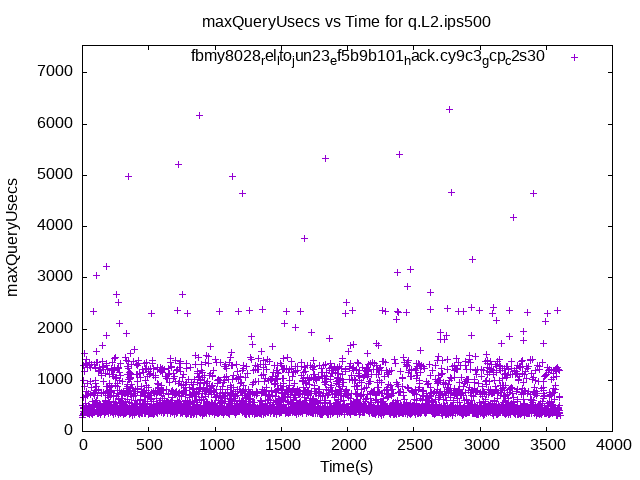 maxQueryUsecs vs Time for q.L2.ips500
fbmy8028relitojun23ef5b9b101hack.cy9c3gcpc2s30
7000
6000
5000
4000
3000
2000
1000
0
maxQueryUsecs
0 500 1000 1500 2000 2500 3000 3500 4000
Time(s)